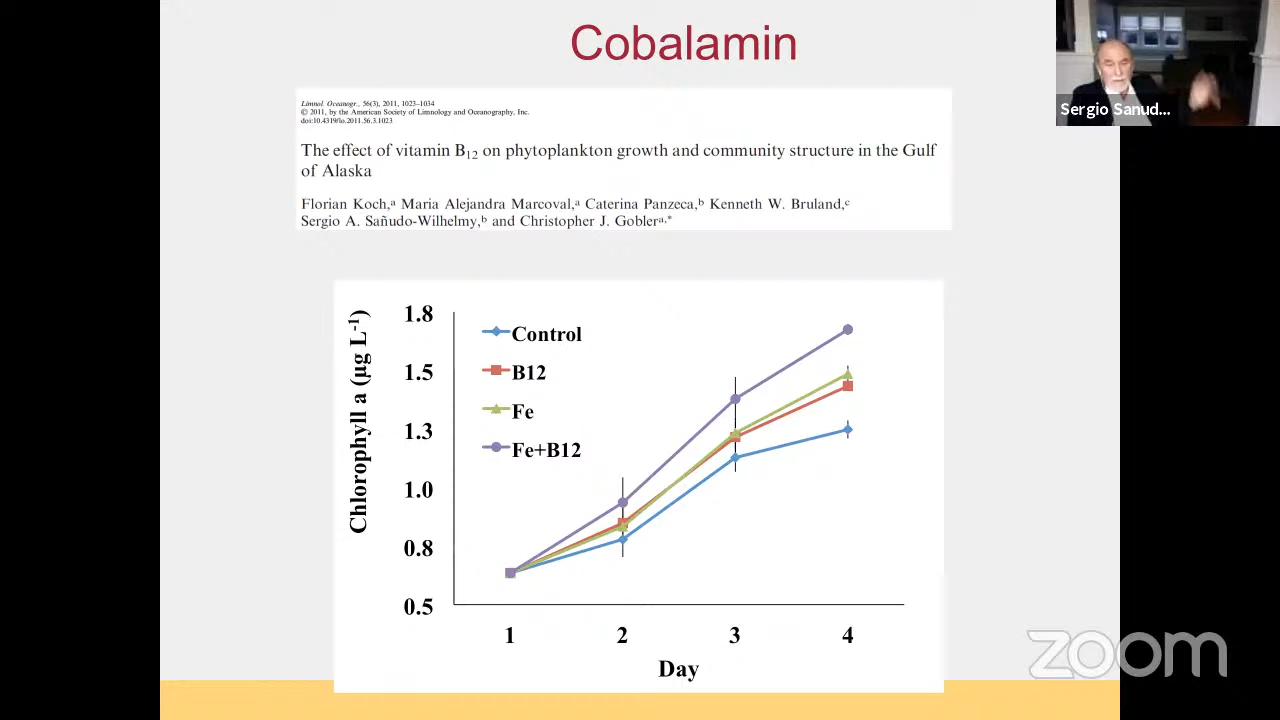 Cobalamin
Sergio Sanud...
Limnol. Oceanogr., 56(3), 2011, 1023–1034
© 2011, by the American Society of Limnology and Oceanography, Inc.
doi:10.4319/lo.2011.56.3.1023
The effect of vitamin B12 on phytoplankton growth and community structure in the Gulf
of Alaska
Florian Koch,a Maria Alejandra Marcoval,a Caterina Panzeca,b Kenneth W. Bruland,c
Sergio A. Sañudo-Wilhelmy,b and Christopher J. Goblera,*
Chlorophyll a (µg L-1)
1.8
1.5
1.3
1.0
0.8
0.5
Control
B12
Fe
Fe+B12
1 2 3 4
Day
zoom